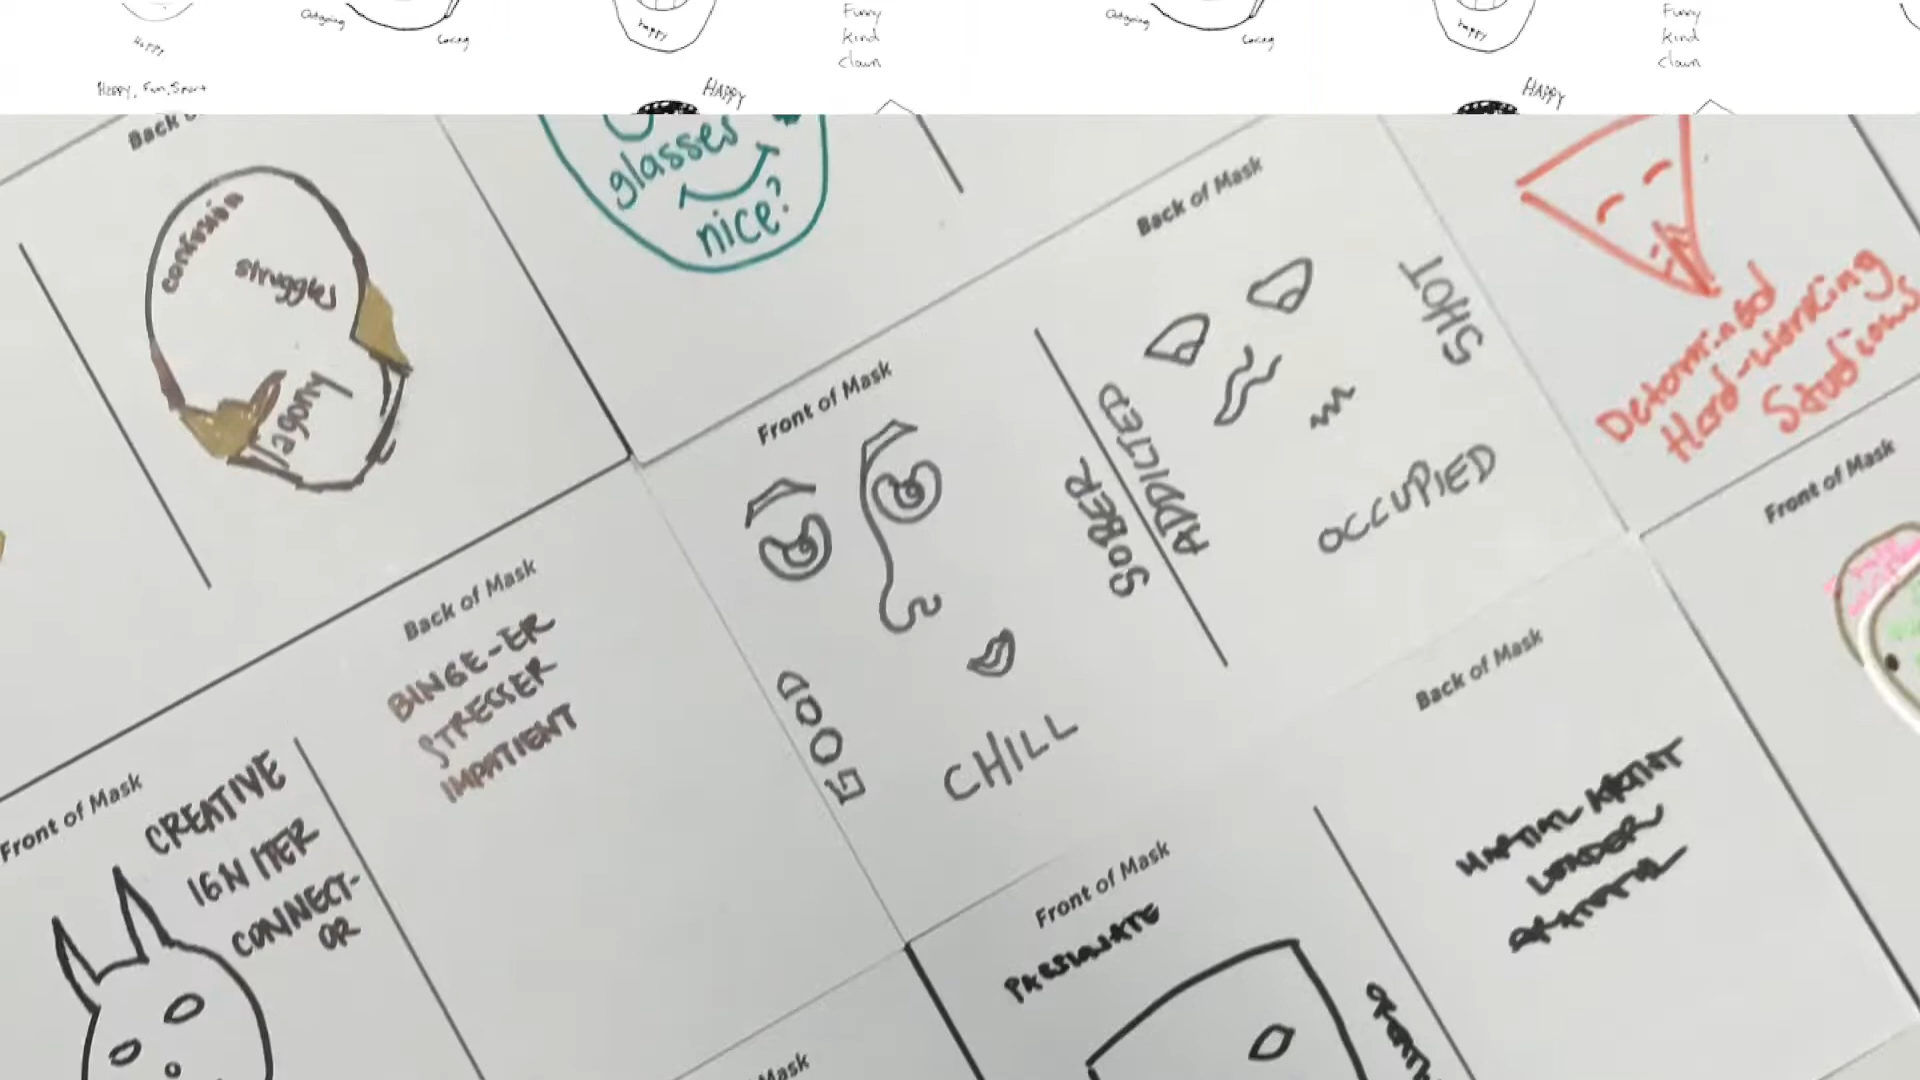 Happy
Happy, Fun, Smart
Outgoing
Caring
Happy
Funny
Kind
Clown
HAPPY
Outgoing
Caring
Happy
Funny
Kind
Clown
HAPPY
Back
confusion
struggles
agony
glasses
nice?
Front of Mask
GOOD
CHILL
SOBER
Back of Mask
ADDICTED
OCCUPIED
SHOT
Determined
Hard-working
Studious
Front of Mask
Front of Mask
CREATIVE
IGNITER
CONNECT-
OR
Back of Mask
BINGE-ER
STRESSER
IMPATIENT
Front of Mask
PASSIONATE
Back of Mask
Mask